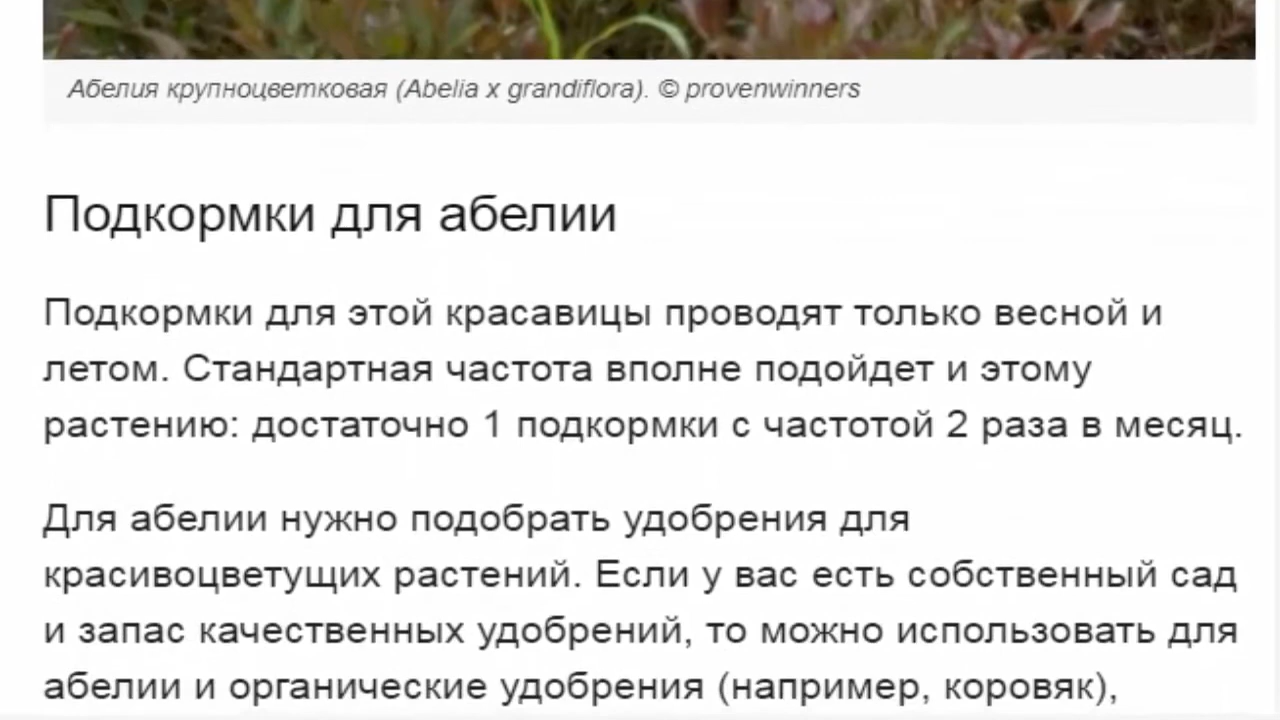 Абелия крупноцветковая (Abelia x grandiflora). © provenwinners
Подкормки для абелии
Подкормки для этой красавицы проводят только весной и
летом. Стандартная частота вполне подойдет и этому
растению: достаточно 1 подкормки с частотой 2 раза в месяц.
Для абелии нужно подобрать удобрения для
красивоцветущих растений. Если у вас есть собственный сад
и запас качественных удобрений, то можно использовать для
абелии и органические удобрения (например, коровяк),